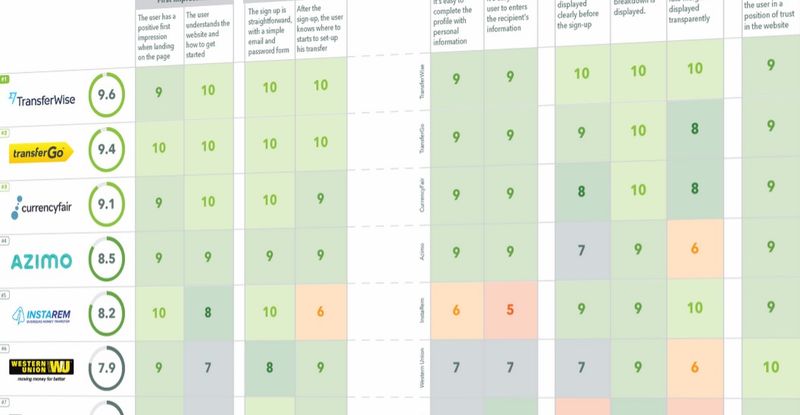 First Impress
The user has a
positive first
impression
when landing
on the page
The user
understands the
website and
how to get
started
The sign up is
straightforward,
with a simple
email and
password form
After the
sign-up, the user
knows where to
starts to set-up
his transfer
It's easy to
complete the
profile with
personal
information
user to enters
the recipient's
information
displayed
clearly before
the sign-up
breakdown is
displayed.
displayed
transparently
the user in a
position of trust
in the website
#1
TransferWise
9.6
9
10
10
10
TransferWise
9
9
10
10
10
9
#2
transferGo
9.4
10
10
10
10
TransferGo
9
9
9
10
8
9
#3
currencyfair
9.1
9
10
10
9
CurrencyFair
9
9
8
10
8
9
#4
AZIMO
8.5
9
9
9
9
Azimo
9
9
7
9
6
9
#5
INSTAREM
OVERSEAS MONEY TRANSFER
8.2
10
8
10
6
InstaRem
6
5
9
9
10
9
#6
WESTERN
UNION WU
moving money for better
7.9
9
7
8
9
Western Union
7
7
7
9
6
10
#7